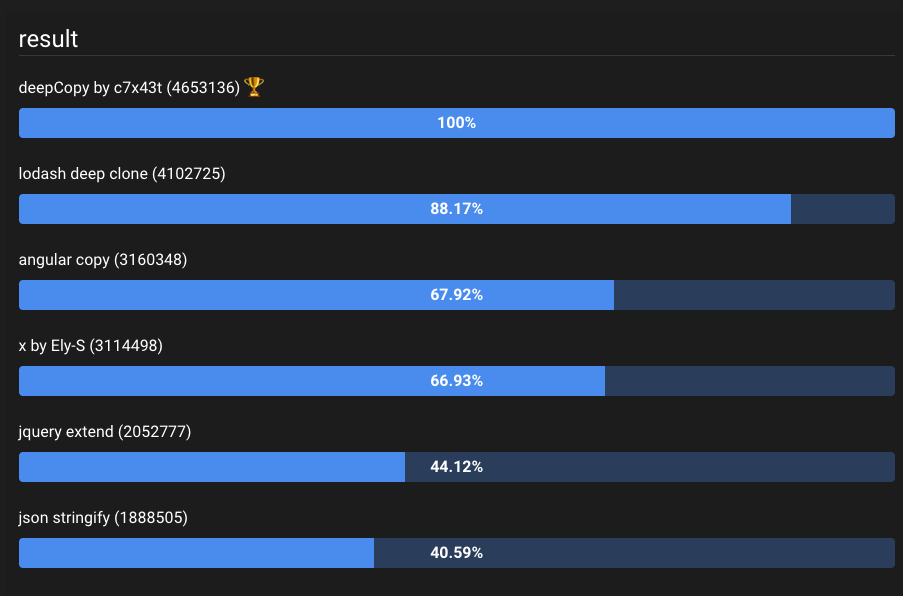 result
deepCopy by c7x43t (4653136) 🏆
100%
lodash deep clone (4102725)
88.17%
angular copy (3160348)
67.92%
x by Ely-S (3114498)
66.93%
jquery extend (2052777)
44.12%
json stringify (1888505)
40.59%